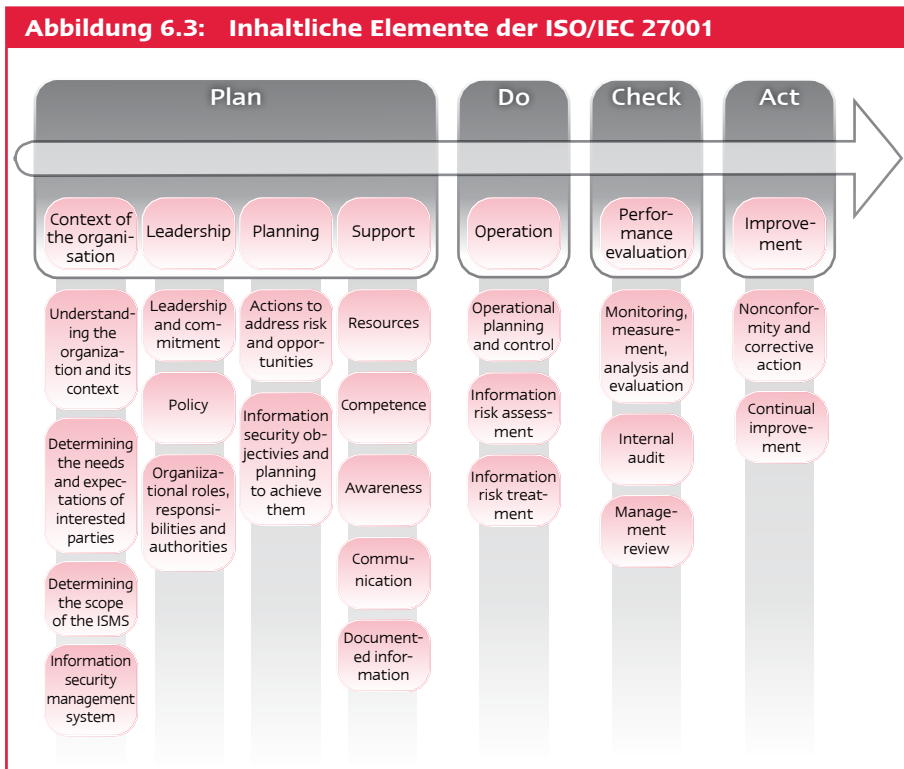 Abbildung 6.3: Inhaltliche Elemente der ISO/IEC 27001
Plan
Do
Check
Act
Context of
the organi-
sation
Leadership
Planning
Support
Operation
Perfor-
mance
evaluation
Improve-
ment
Understand-
ing the
organiza-
tion and its
context
Determining
the needs
and expec-
tations of
interested
parties
Determining
the scope
of the ISMS
Information
security
management
system
Leadership
and com-
mitment
Policy
Organiizational roles,
responsi-
bilities and
authorities
Actions to
address risk
and oppor-
tunities
Information
security ob-
jectivies and
planning
to achieve
them
Resources
Competence
Awareness
Commu-
nication
Document-
ed infor-
mation
Operational
planning
and control
Information
risk assess-
ment
Information
risk treat-
ment
Monitoring,
measure-
ment,
analysis and
evaluation
Internal
audit
Manage-
ment
review
Nonconfor-
mity and
corrective
action
Continual
improve-
ment